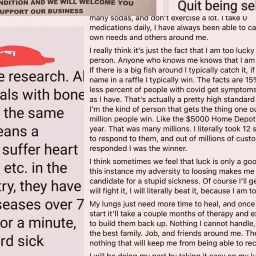 NDITION AND WE WILL WELCOME YOU
SUPPORT OUR BUSINESS
Quit being sel
e research. Al
als with bone
the same
eans a
suffer heart
etc. in the
try, they have
seases over 7
or a minute,
rd sick
many sodas, and don't exercise a lot. I take 0
medications daily, I have always been able to ca
own needs and others around me.
I really think it's just the fact that I am too lucky
person. Anyone who knows me knows that I am
If there is a big fish around I typically catch it, if
name in a raffle I typically win. The facts are 15%
less percent of people with covid get symptoms
as I have. That's actually a pretty high standard
I'm the kind of person that gets the thing one ou
million people win. Like the $5000 Home Depot
year. That was many millions. I literally took 12 s
to respond to them, and out of millions of custo
responded I was the winner.
I think sometimes we feel that luck is only a goo
this instance my adversity to loosing makes me
candidate for a stupid sickness. Of course I'll ge
will fight it, I will literally beat it, because I am to
My lungs just need more time to heal, and once
start it'll take a couple months of therapy and ex
to build them back up. Nothing I cannot handle,
the best family. Job, and friends around me. The
nothing that will keep me from being able to rec